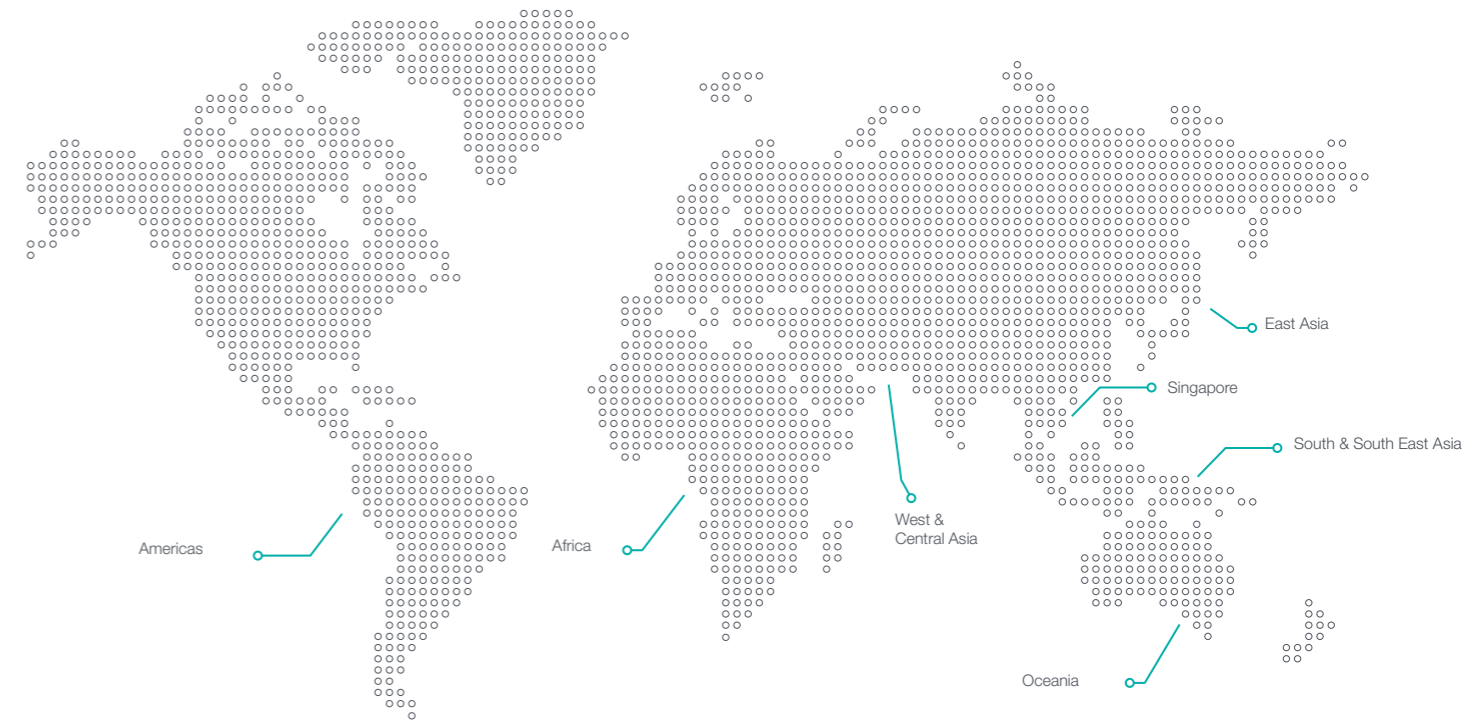 East Asia
Singapore
South & South East Asia
West &
Central Asia
Americas
Africa
Oceania